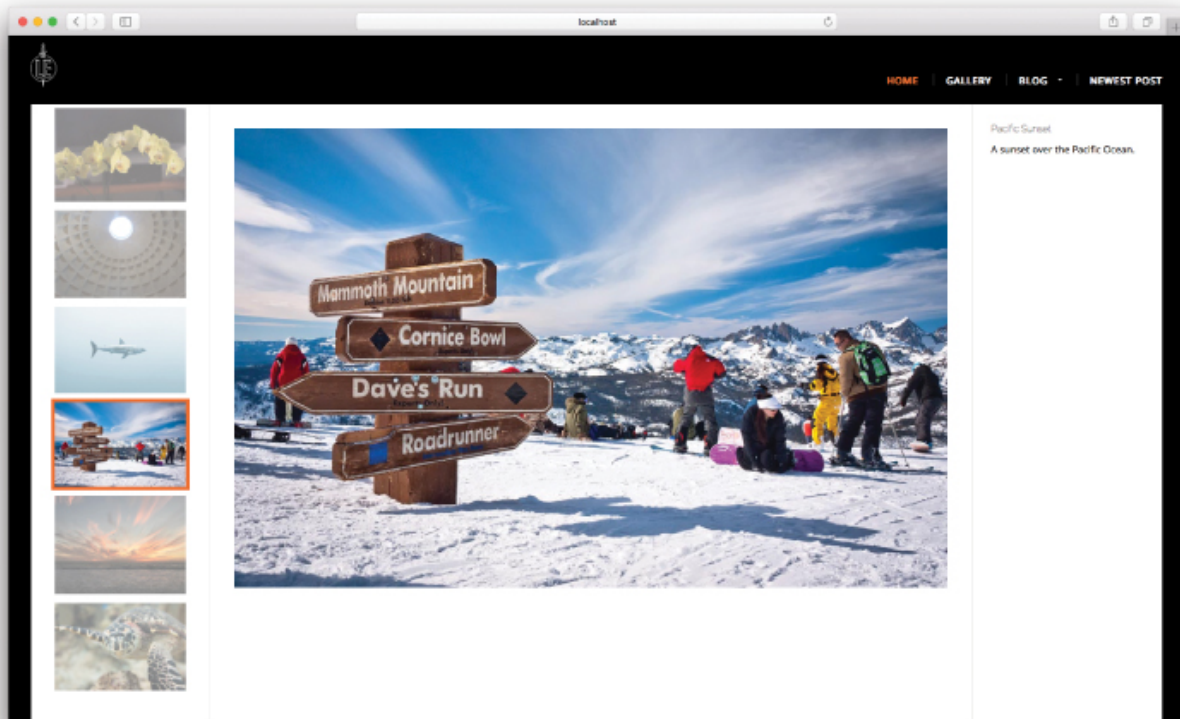 localhost
HOME
GALLERY
BLOG
NEWEST POST
Pacific Sunset
A sunset over the Pacific Ocean.
Mammoth Mountain
Cornice Bowl
Dave's Run
Roadrunner